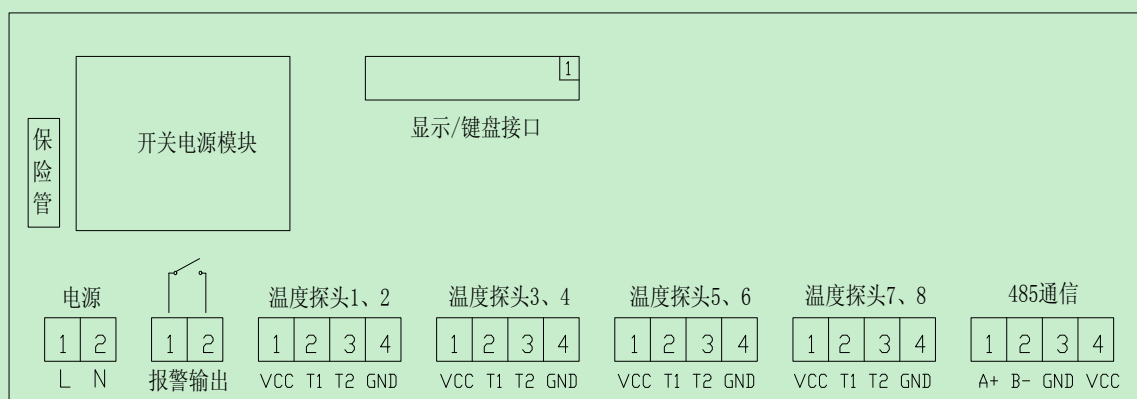 1
显示/键盘接口
开关电源模块
保
险
管
电源
温度探头1、2
温度探头3、4
温度探头5、6
温度探头7、8
485通信
1 2
1 2
1 2 3 4
1 2 3 4
1 2 3 4
1 2 3 4
1 2 3 4
L N
报警输出
VCC T1 T2 GND
VCC T1 T2 GND
VCC T1 T2 GND
VCC T1 T2 GND
A+ B- GND VCC